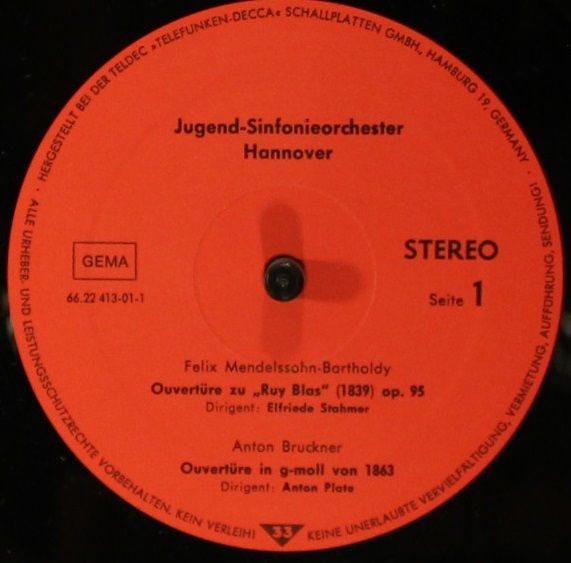 HERGESTELLT BEI DER TELDEC »TELEFUNKEN-DECCA« SCHALLPLATTEN GMBH., HAMBURG 19, GERMANY ·
Jugend-Sinfonieorchester
Hannover
GEMA
66.22 413-01-1
STEREO
Seite 1
Felix Mendelssohn-Bartholdy
Ouvertüre zu „Ruy Blas“ (1839) op. 95
Dirigent: Elfriede Stahmer
Anton Bruckner
Ouvertüre in g-moll von 1863
Dirigent: Anton Plate
33
· ALLE URHEBER- UND LEISTUNGSSCHUTZRECHTE VORBEHALTEN. KEIN VERLEIH! KEINE UNERLAUBTE VERVIELFÄLTIGUNG, VERMIETUNG, AUFFÜHRUNG, SENDUNG!